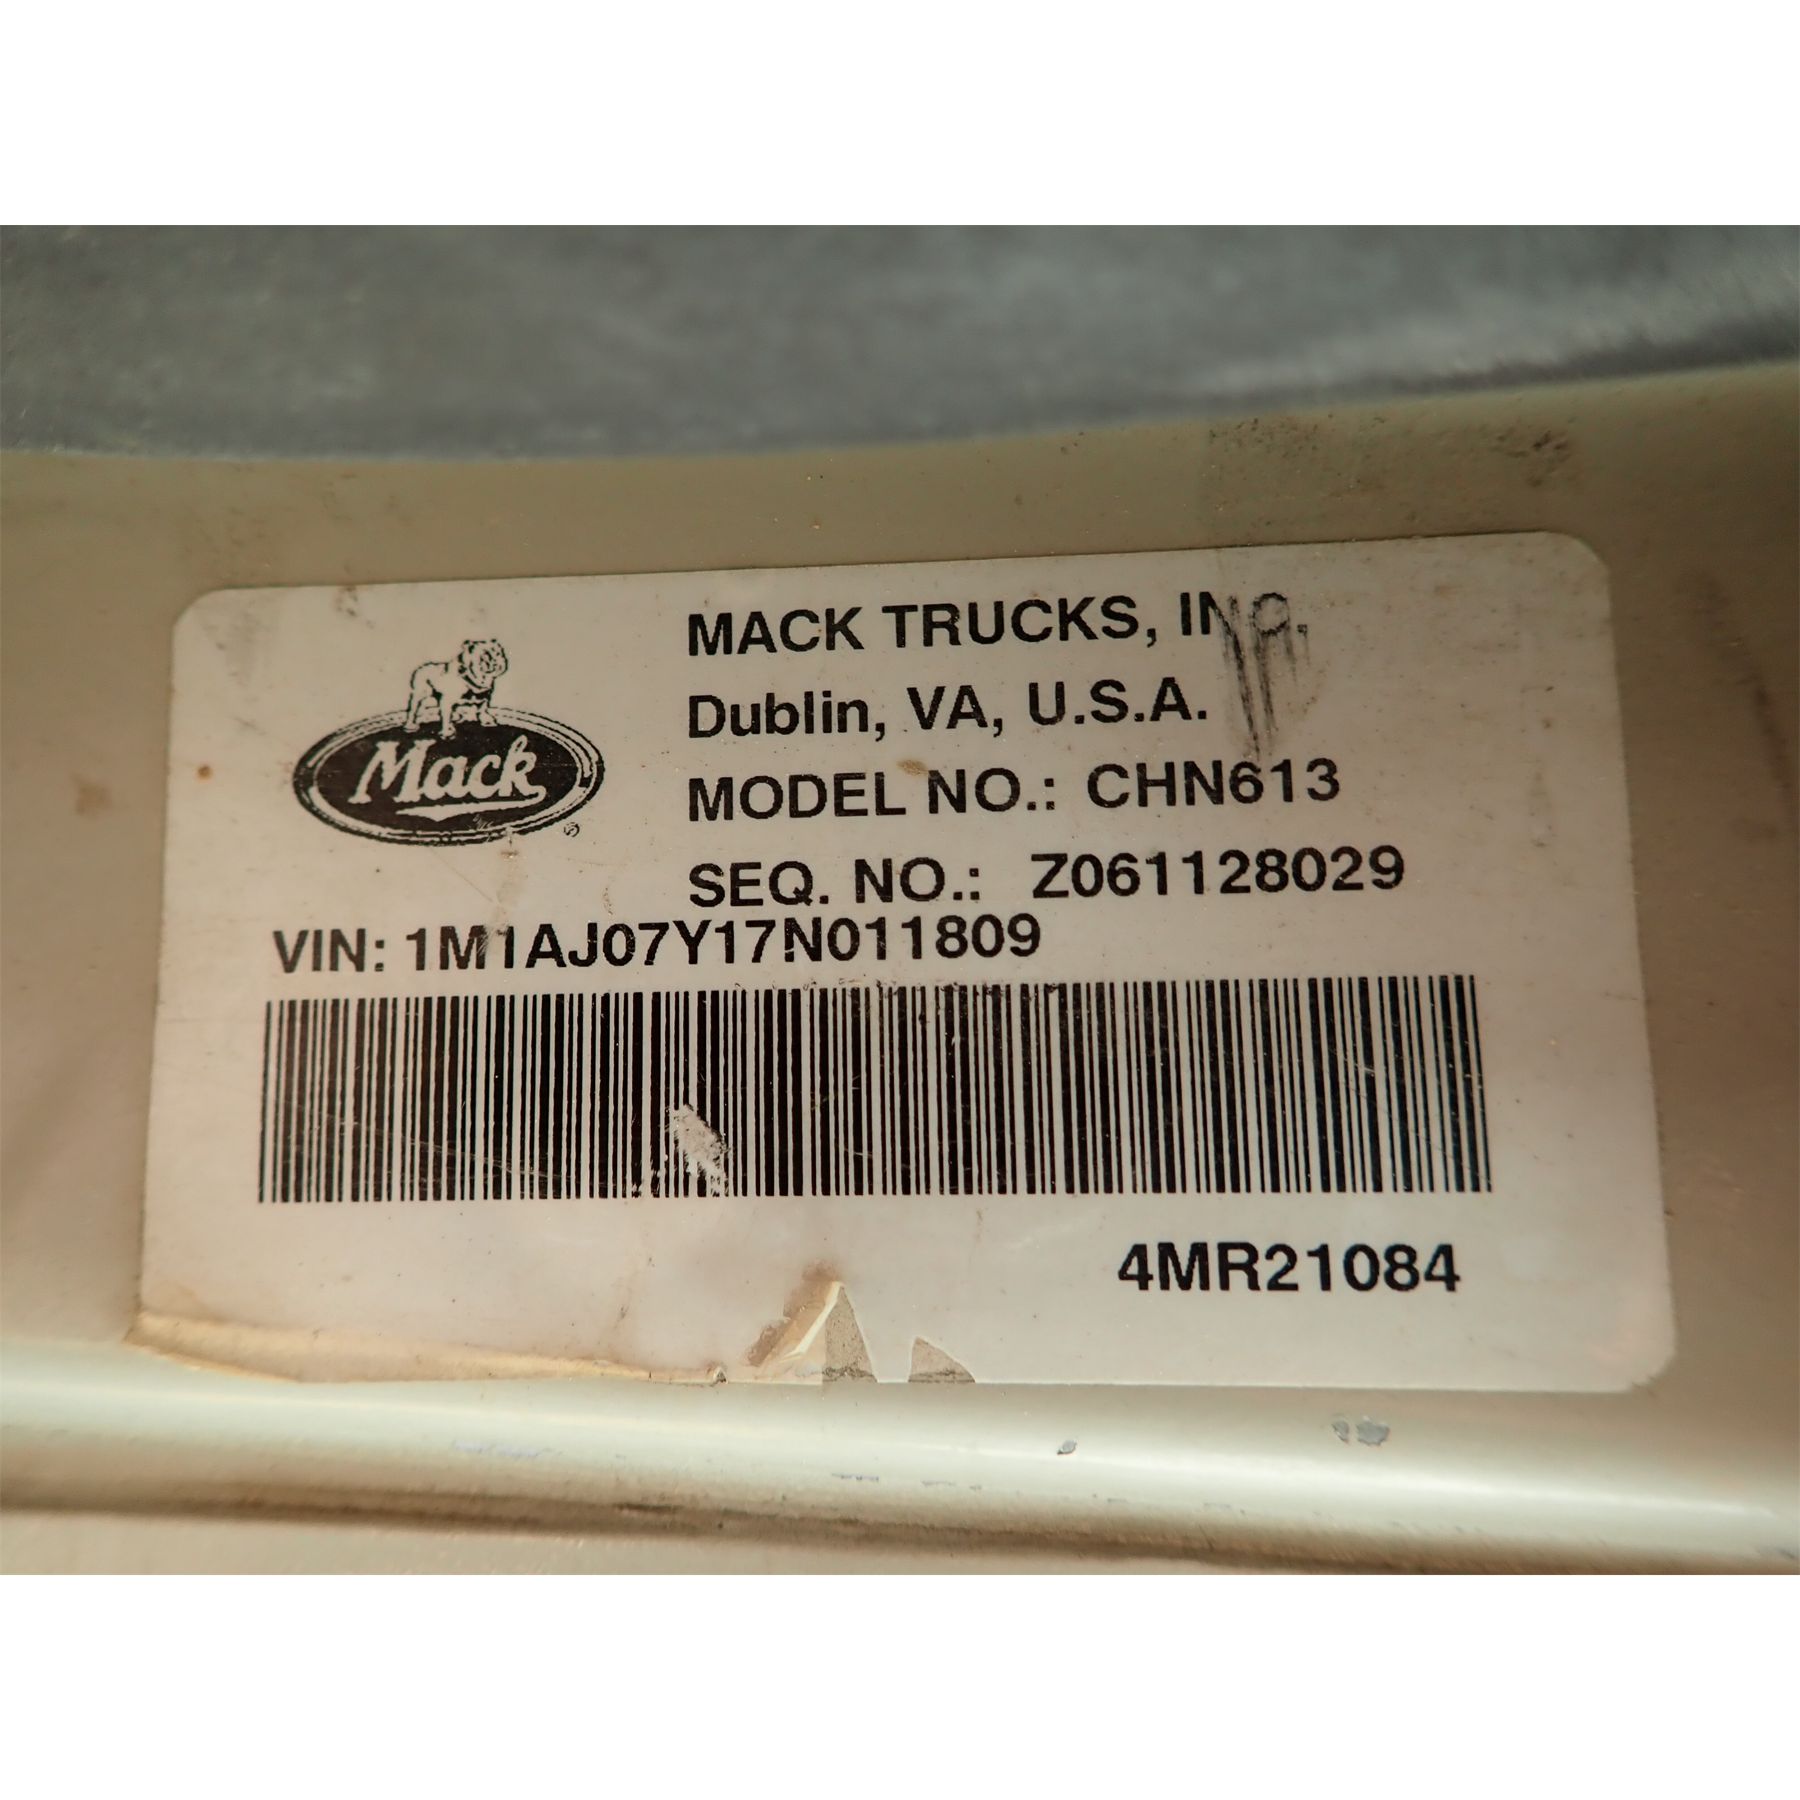 Mack
®
MACK TRUCKS, INC.
Dublin, VA, U.S.A.
MODEL NO.: CHN613
SEQ. NO.: Z061128029
VIN: 1M1AJ07Y17N011809
4MR21084